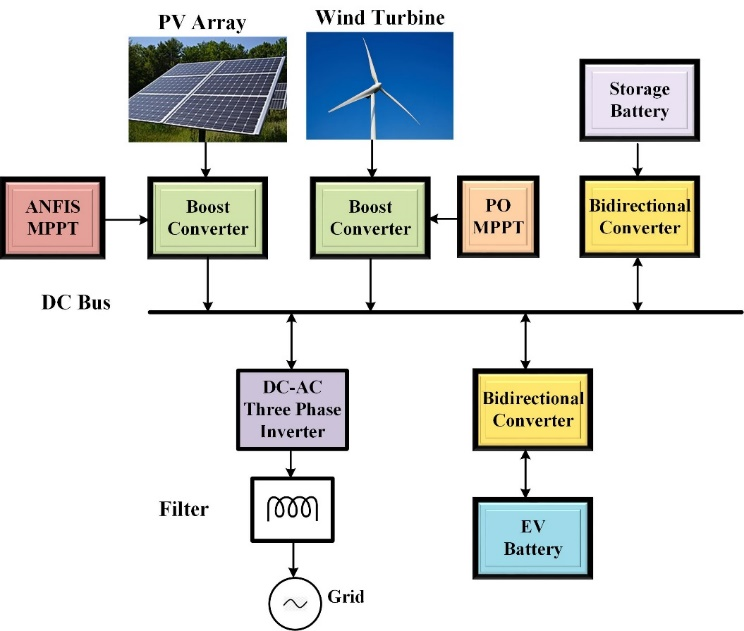 PV Array
Wind Turbine
Storage
Battery
ANFIS
MPPT
Boost
Converter
Boost
Converter
PO
MPPT
Bidirectional
Converter
DC Bus
DC-AC
Three Phase
Inverter
Bidirectional
Converter
Filter
EV
Battery
Grid